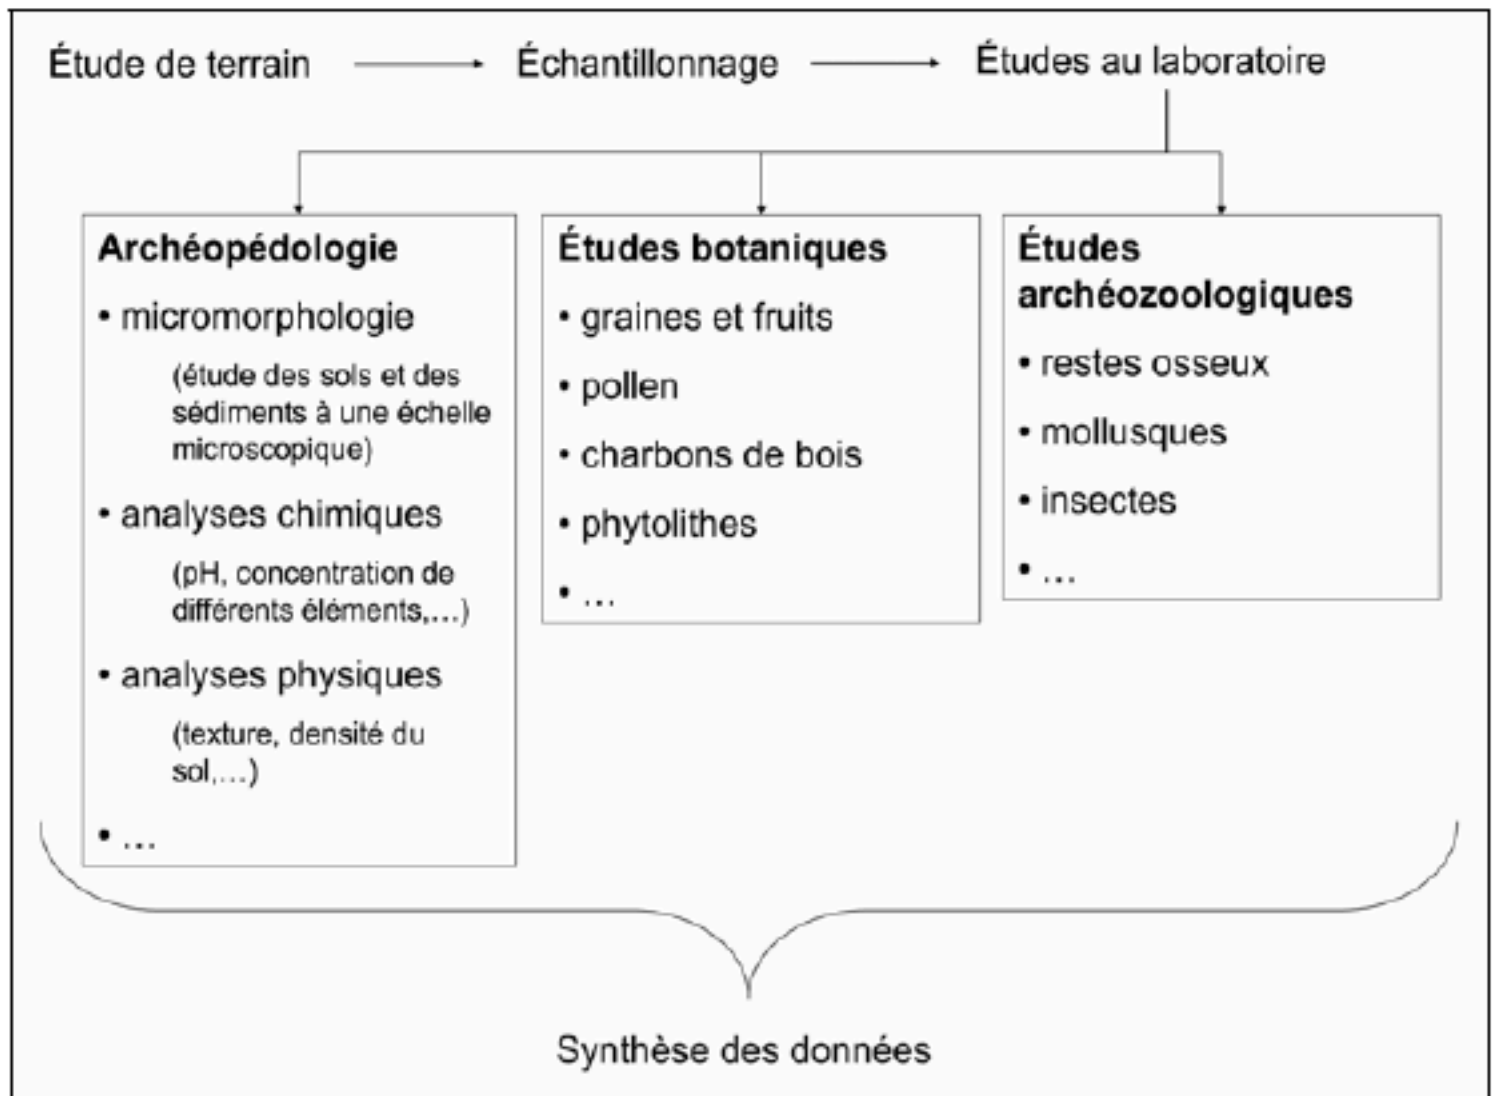 Étude de terrain
Échantillonnage
Études au laboratoire
Archéopédologie
• micromorphologie
(étude des sols et des
sédiments à une échelle
microscopique)
• analyses chimiques
(pH, concentration de
différents éléments,...)
• analyses physiques
(texture, densité du
sol,...)
• ...
Études botaniques
• graines et fruits
• pollen
• charbons de bois
• phytolithes
• ...
Études
archéozoologiques
• restes osseux
• mollusques
• insectes
• ...
Synthèse des données